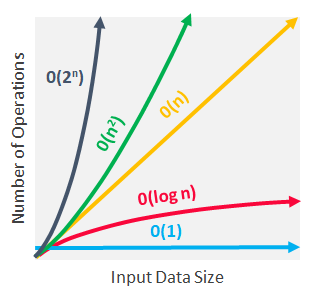 Number of Operations
0(2ⁿ)
0(n²)
0(n)
0(log n)
0(1)
Input Data Size